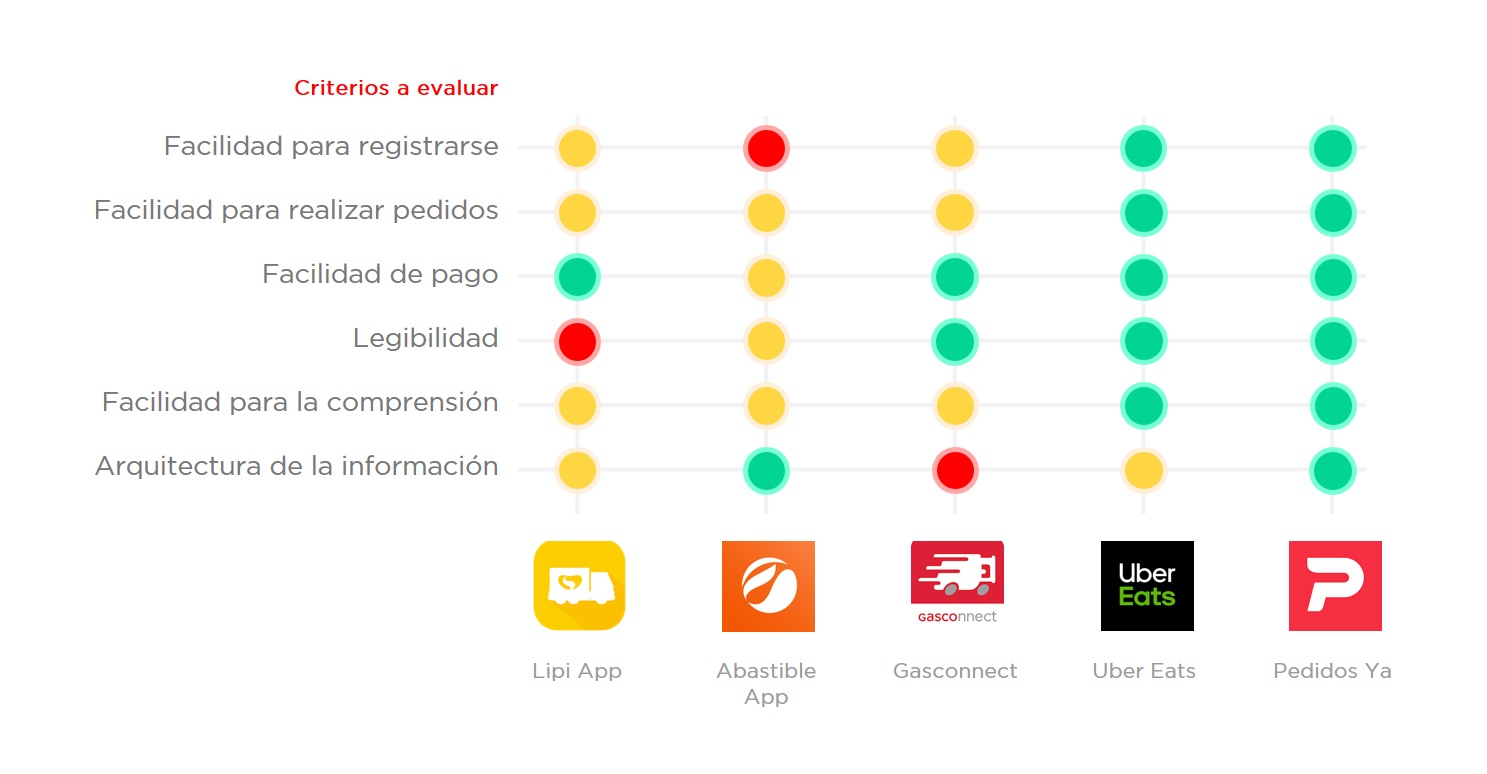 Criterios a evaluar
Facilidad para registrarse
Facilidad para realizar pedidos
Facilidad de pago
Legibilidad
Facilidad para la comprensión
Arquitectura de la información
GASCOnnect
Uber
Eats
Lipi App
Abastible
App
Gasconnect
Uber Eats
Pedidos Ya